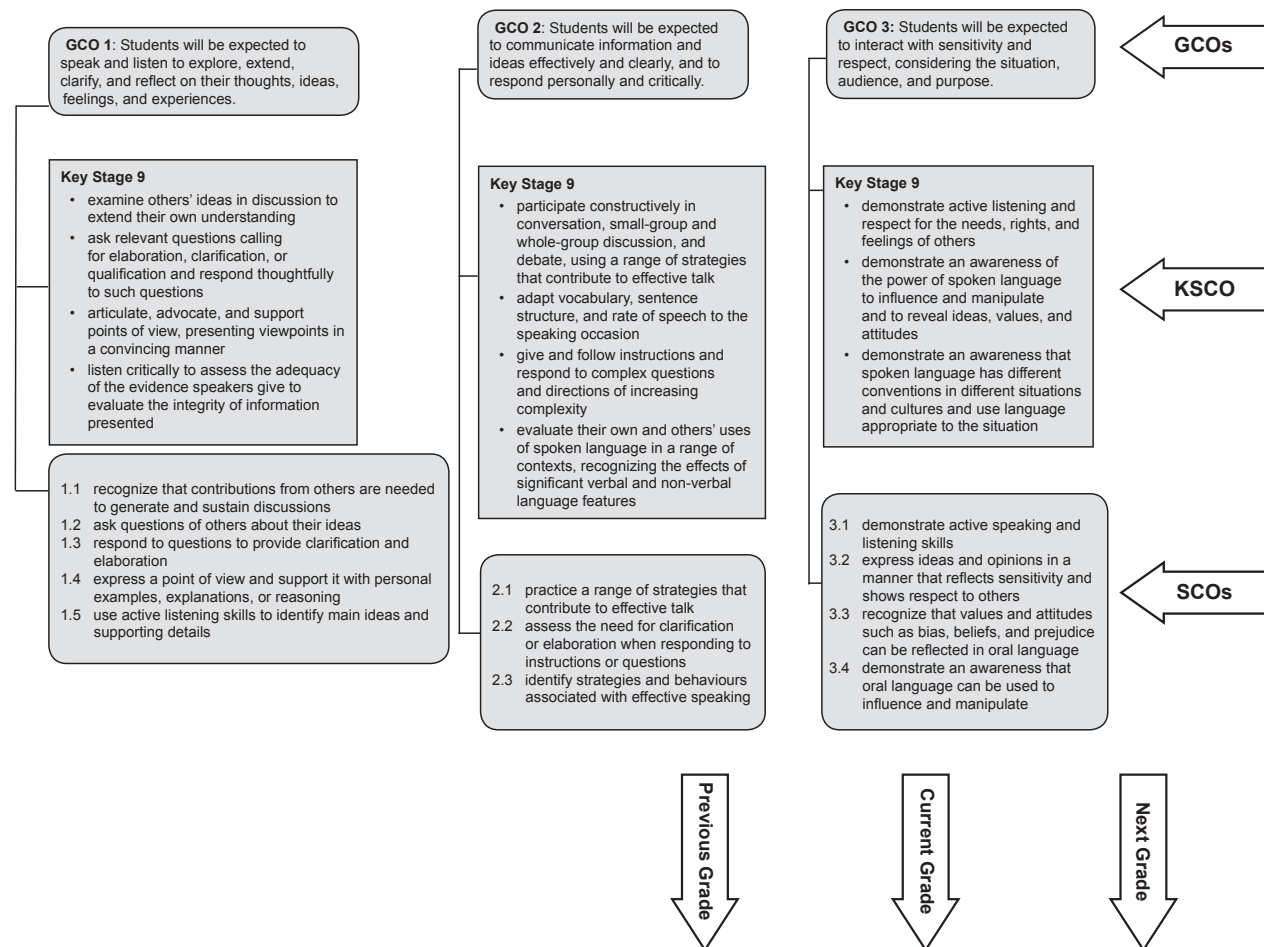 GCO 1: Students will be expected to
speak and listen to explore, extend,
clarify, and reflect on their thoughts, ideas,
feelings, and experiences.
Key Stage 9
• examine others’ ideas in discussion to
extend their own understanding
• ask relevant questions calling
for elaboration, clarification, or
qualification and respond thoughtfully
to such questions
• articulate, advocate, and support
points of view, presenting viewpoints in
a convincing manner
• listen critically to assess the adequacy
of the evidence speakers give to
evaluate the integrity of information
presented
1.1 recognize that contributions from others are needed
to generate and sustain discussions
1.2 ask questions of others about their ideas
1.3 respond to questions to provide clarification and
elaboration
1.4 express a point of view and support it with personal
examples, explanations, or reasoning
1.5 use active listening skills to identify main ideas and
supporting details
GCO 2: Students will be expected
to communicate information and
ideas effectively and clearly, and to
respond personally and critically.
Key Stage 9
• participate constructively in
conversation, small-group and
whole-group discussion, and
debate, using a range of strategies
that contribute to effective talk
• adapt vocabulary, sentence
structure, and rate of speech to the
speaking occasion
• give and follow instructions and
respond to complex questions
and directions of increasing
complexity
• evaluate their own and others’ uses
of spoken language in a range of
contexts, recognizing the effects of
significant verbal and non-verbal
language features
2.1 practice a range of strategies that
contribute to effective talk
2.2 assess the need for clarification
or elaboration when responding to
instructions or questions
2.3 identify strategies and behaviours
associated with effective speaking
GCO 3: Students will be expected
to interact with sensitivity and
respect, considering the situation,
audience, and purpose.
Key Stage 9
• demonstrate active listening and
respect for the needs, rights, and
feelings of others
• demonstrate an awareness of
the power of spoken language
to influence and manipulate
and to reveal ideas, values, and
attitudes
• demonstrate an awareness that
spoken language has different
conventions in different situations
and cultures and use language
appropriate to the situation
3.1 demonstrate active speaking and
listening skills
3.2 express ideas and opinions in a
manner that reflects sensitivity and
shows respect to others
3.3 recognize that values and attitudes
such as bias, beliefs, and prejudice
can be reflected in oral language
3.4 demonstrate an awareness that
oral language can be used to
influence and manipulate
GCOs
KSCO
SCOs
Previous Grade
Current Grade
Next Grade